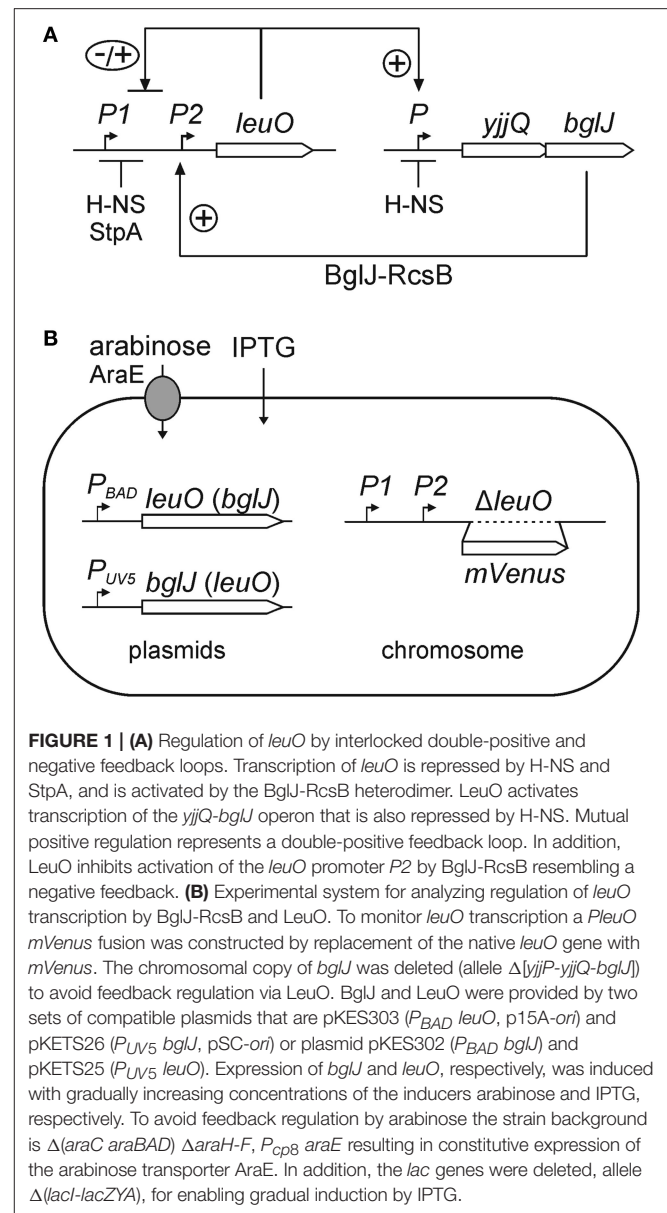 A
-/+
+
P1
P2
leuO
P
yjjQ
bglJ
H-NS
StpA
+
H-NS
BglJ-RcsB
B
arabinose
IPTG
AraE
PBAD leuO (bglJ)
P1
P2
ΔleuO
mVenus
PUV5 bglJ (leuO)
plasmids
chromosome
FIGURE 1 | (A) Regulation of leuO by interlocked double-positive and
negative feedback loops. Transcription of leuO is repressed by H-NS and
StpA, and is activated by the BglJ-RcsB heterodimer. LeuO activates
transcription of the yjjQ-bglJ operon that is also repressed by H-NS. Mutual
positive regulation represents a double-positive feedback loop. In addition,
LeuO inhibits activation of the leuO promoter P2 by BglJ-RcsB resembling a
negative feedback. (B) Experimental system for analyzing regulation of leuO
transcription by BglJ-RcsB and LeuO. To monitor leuO transcription a PleuO
mVenus fusion was constructed by replacement of the native leuO gene with
mVenus. The chromosomal copy of bglJ was deleted (allele Δ[yjjP-yjjQ-bglJ])
to avoid feedback regulation via LeuO. BglJ and LeuO were provided by two
sets of compatible plasmids that are pKES303 (PBAD leuO, p15A-ori) and
pKETS26 (PUV5 bglJ, pSC-ori) or plasmid pKES302 (PBAD bglJ) and
pKETS25 (PUV5 leuO). Expression of bglJ and leuO, respectively, was induced
with gradually increasing concentrations of the inducers arabinose and IPTG,
respectively. To avoid feedback regulation by arabinose the strain background
is Δ(araC araBAD) ΔaraH-F, Pcp8 araE resulting in constitutive expression of
the arabinose transporter AraE. In addition, the lac genes were deleted, allele
Δ(lacI-lacZYA), for enabling gradual induction by IPTG.